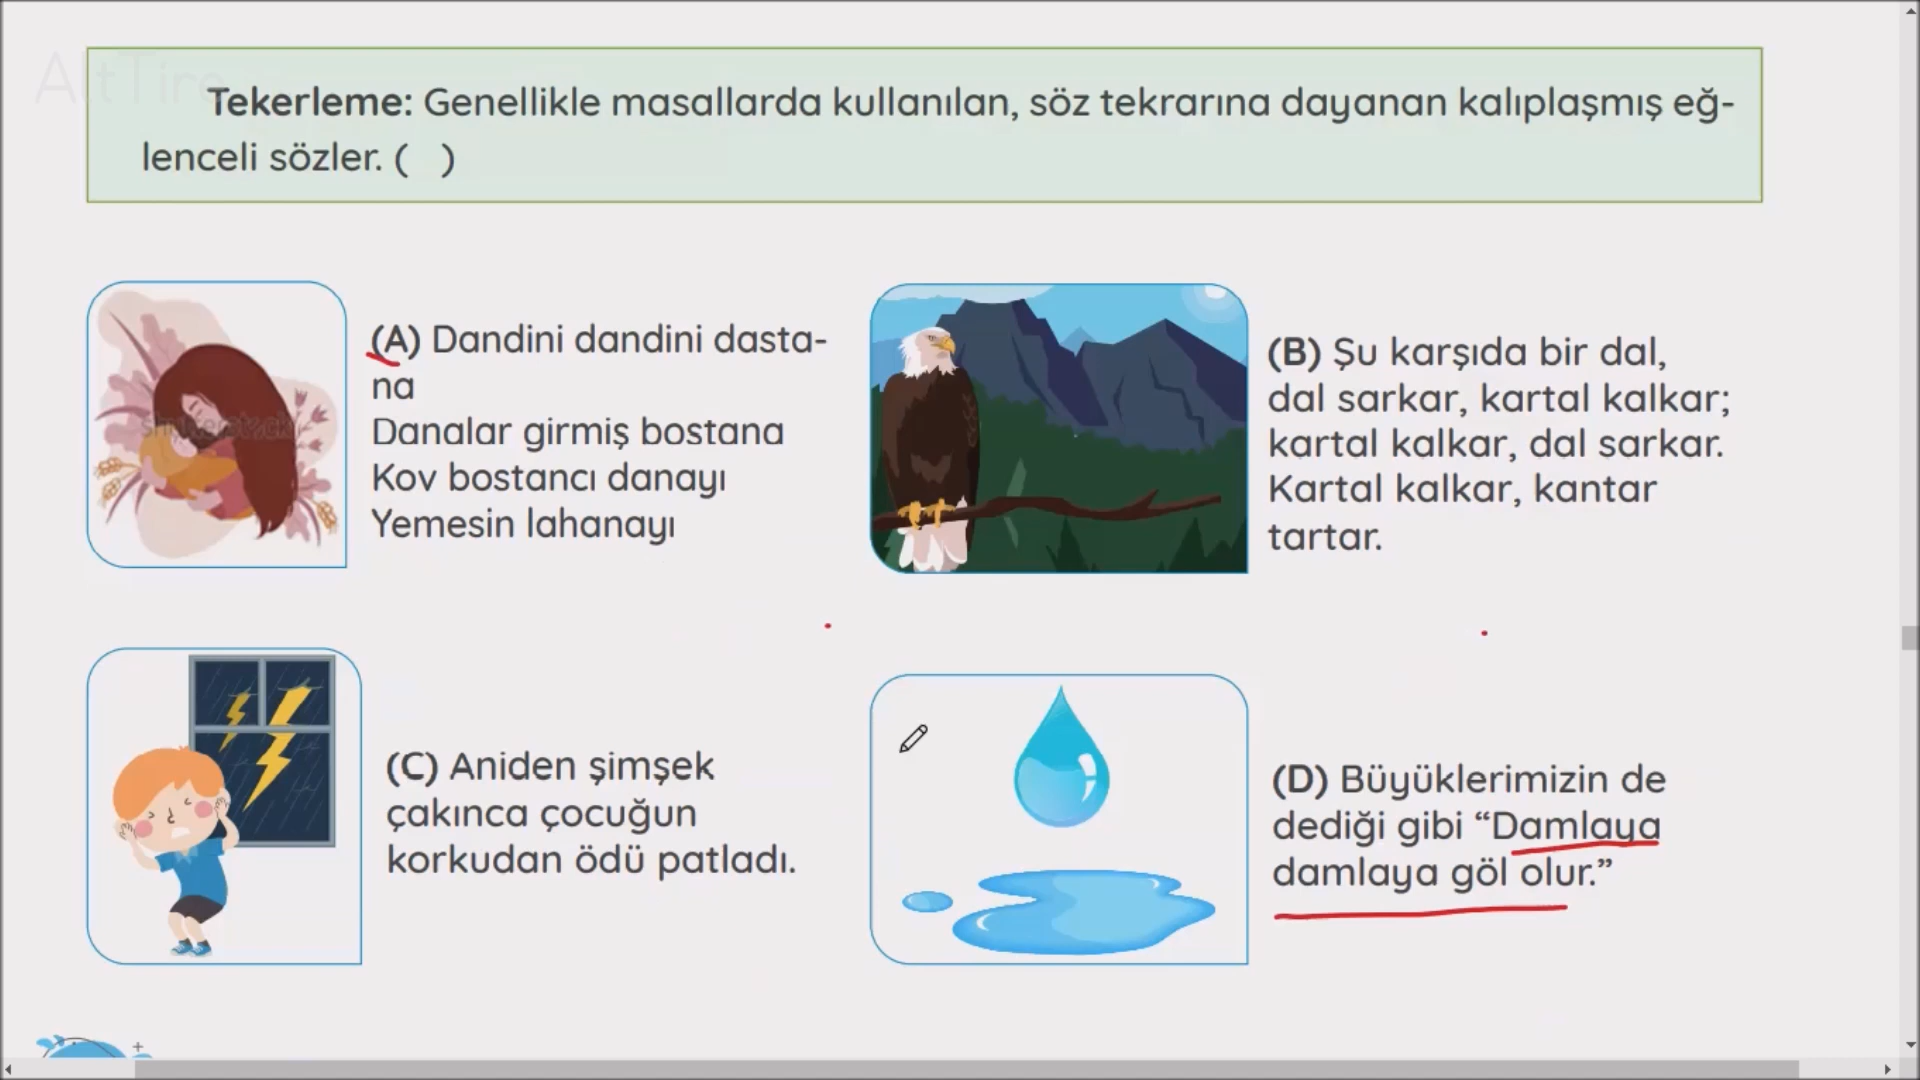 Tekerleme: Genellikle masallarda kullanılan, söz tekrarına dayanan kalıplaşmış eğ-
lenceli sözler. (   )
(A) Dandini dandini dasta-
na
Danalar girmiş bostana
Kov bostancı danayı
Yemesin lahanayı
(B) Şu karşıda bir dal,
dal sarkar, kartal kalkar;
kartal kalkar, dal sarkar.
Kartal kalkar, kantar
tartar.
(C) Aniden şimşek
çakınca çocuğun
korkudan ödü patladı.
(D) Büyüklerimizin de
dediği gibi “Damlaya
damlaya göl olur.”